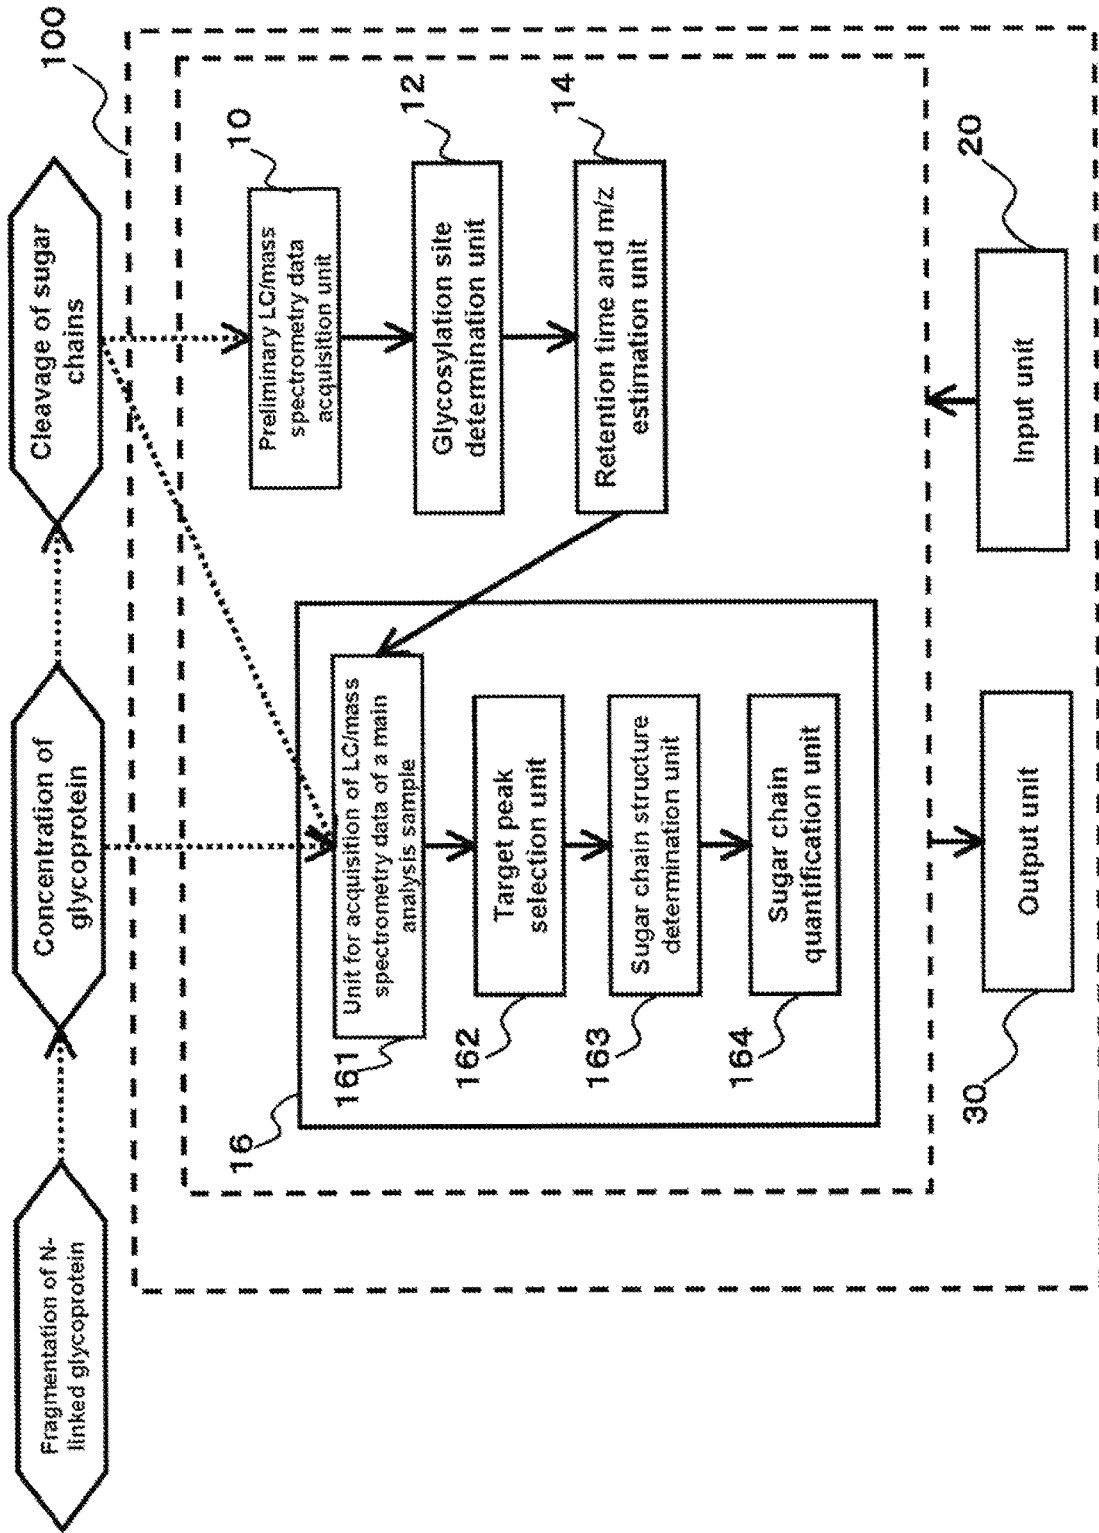 Fragmentation of N-
linked glycoprotein
Concentration of
glycoprotein
Cleavage of sugar
chains
100
16
161
Unit for acquisition of LC/mass
spectrometry data of a main
analysis sample
162
Target peak
selection unit
163
Sugar chain structure
determination unit
164
Sugar chain
quantification unit
10
Preliminary LC/mass
spectrometry data
acquisition unit
12
Glycosylation site
determination unit
14
Retention time and m/z
estimation unit
30
Output unit
20
Input unit